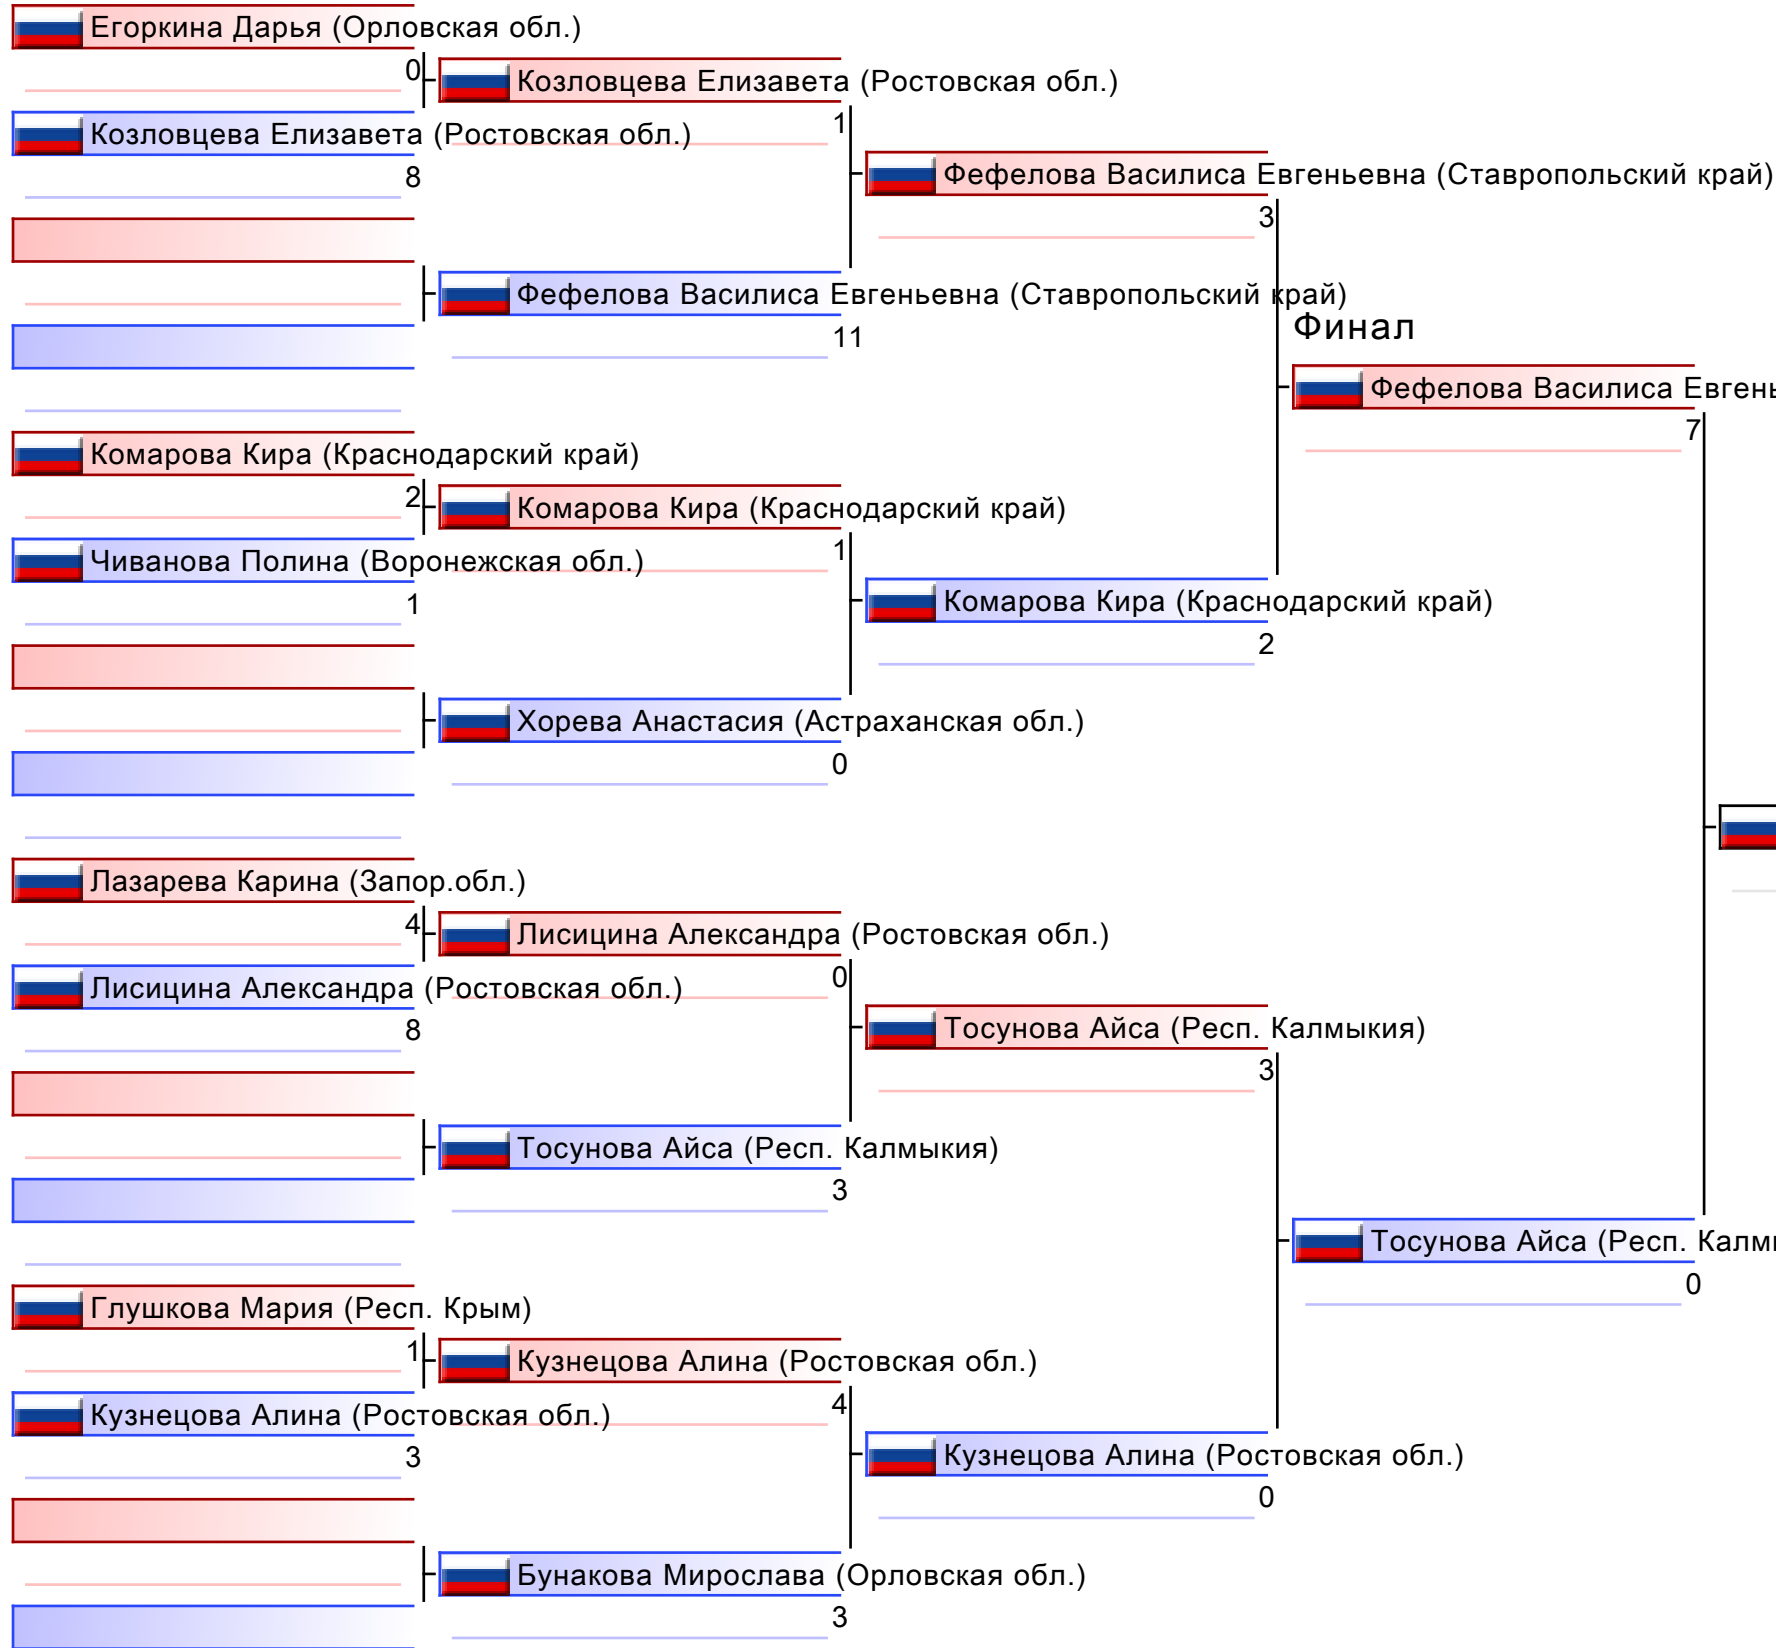 Егоркина Дарья (Орловская обл.)
0
Козловцева Елизавета (Ростовская обл.)
8
Комарова Кира (Краснодарский край)
2
Чиванова Полина (Воронежская обл.)
1
Лазарева Карина (Запор.обл.)
4
Лисицина Александра (Ростовская обл.)
8
Глушкова Мария (Респ. Крым)
1
Кузнецова Алина (Ростовская обл.)
3
Козловцева Елизавета (Ростовская обл.)
1
Фефелова Василиса Евгеньевна (Ставропольский край)
11
Комарова Кира (Краснодарский край)
1
Хорева Анастасия (Астраханская обл.)
0
Лисицина Александра (Ростовская обл.)
0
Тосунова Айса (Респ. Калмыкия)
3
Кузнецова Алина (Ростовская обл.)
4
Бунакова Мирослава (Орловская обл.)
3
Фефелова Василиса Евгеньевна (Ставропольский край)
3
Комарова Кира (Краснодарский край)
2
Тосунова Айса (Респ. Калмыкия)
3
Кузнецова Алина (Ростовская обл.)
0
Финал
Фефелова Василиса Евген
7
Тосунова Айса (Респ. Калм
0